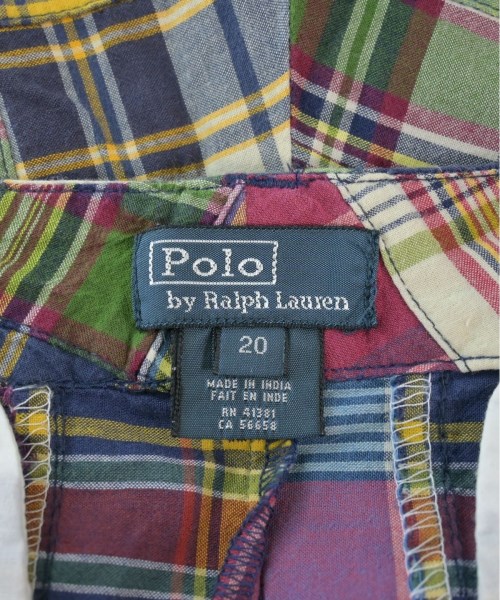 Polo
by Ralph Lauren
20
MADE IN INDIA
FAIT EN INDE
RN 41381
CA 56658